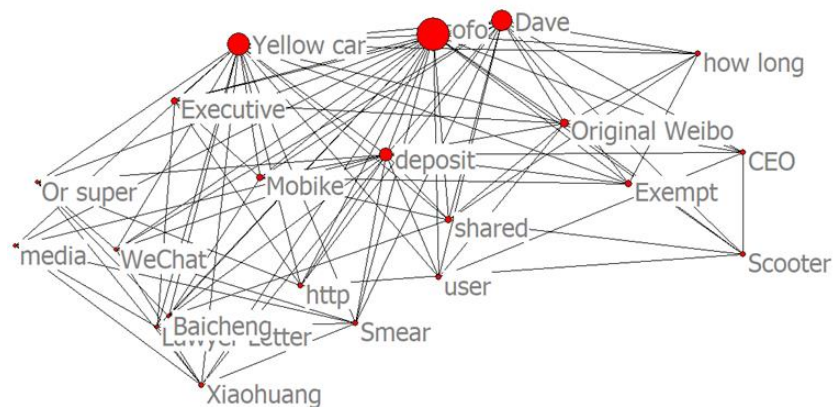 Yellow car
ofo
Dave
how long
Executive
Original Weibo
deposit
CEO
Or super
Mobike
Exempt
shared
media
WeChat
Scooter
http
user
Baicheng
Lawyer Letter
Smear
Xiaohuang